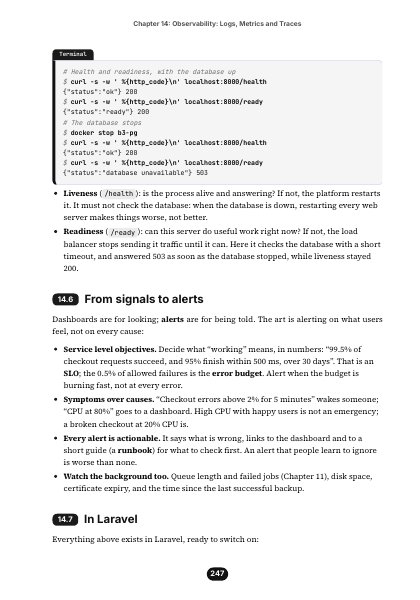 Chapter 14: Observability: Logs, Metrics and Traces
Terminal
# Health and readiness, with the database up
$ curl -s -w ' %{http_code}\n' localhost:8000/health
{"status":"ok"} 200
$ curl -s -w ' %{http_code}\n' localhost:8000/ready
{"status":"ready"} 200
# The database stops
$ docker stop b3-pg
$ curl -s -w ' %{http_code}\n' localhost:8000/health
{"status":"ok"} 200
$ curl -s -w ' %{http_code}\n' localhost:8000/ready
{"status":"database unavailable"} 503
• Liveness ( /health ): is the process alive and answering? If not, the platform restarts
it. It must not check the database: when the database is down, restarting every web
server makes things worse, not better.
• Readiness ( /ready ): can this server do useful work right now? If not, the load
balancer stops sending it traffic until it can. Here it checks the database with a short
timeout, and answered 503 as soon as the database stopped, while liveness stayed
200.
14.6 From signals to alerts
Dashboards are for looking; alerts are for being told. The art is alerting on what users
feel, not on every cause:
• Service level objectives. Decide what “working” means, in numbers: “99.5% of
checkout requests succeed, and 95% finish within 500 ms, over 30 days”. That is an
SLO; the 0.5% of allowed failures is the error budget. Alert when the budget is
burning fast, not at every error.
• Symptoms over causes. “Checkout errors above 2% for 5 minutes” wakes someone;
“CPU at 80%” goes to a dashboard. High CPU with happy users is not an emergency;
a broken checkout at 20% CPU is.
• Every alert is actionable. It says what is wrong, links to the dashboard and to a
short guide (a runbook) for what to check first. An alert that people learn to ignore
is worse than none.
• Watch the background too. Queue length and failed jobs (Chapter 11), disk space,
certificate expiry, and the time since the last successful backup.
14.7 In Laravel
Everything above exists in Laravel, ready to switch on:
247